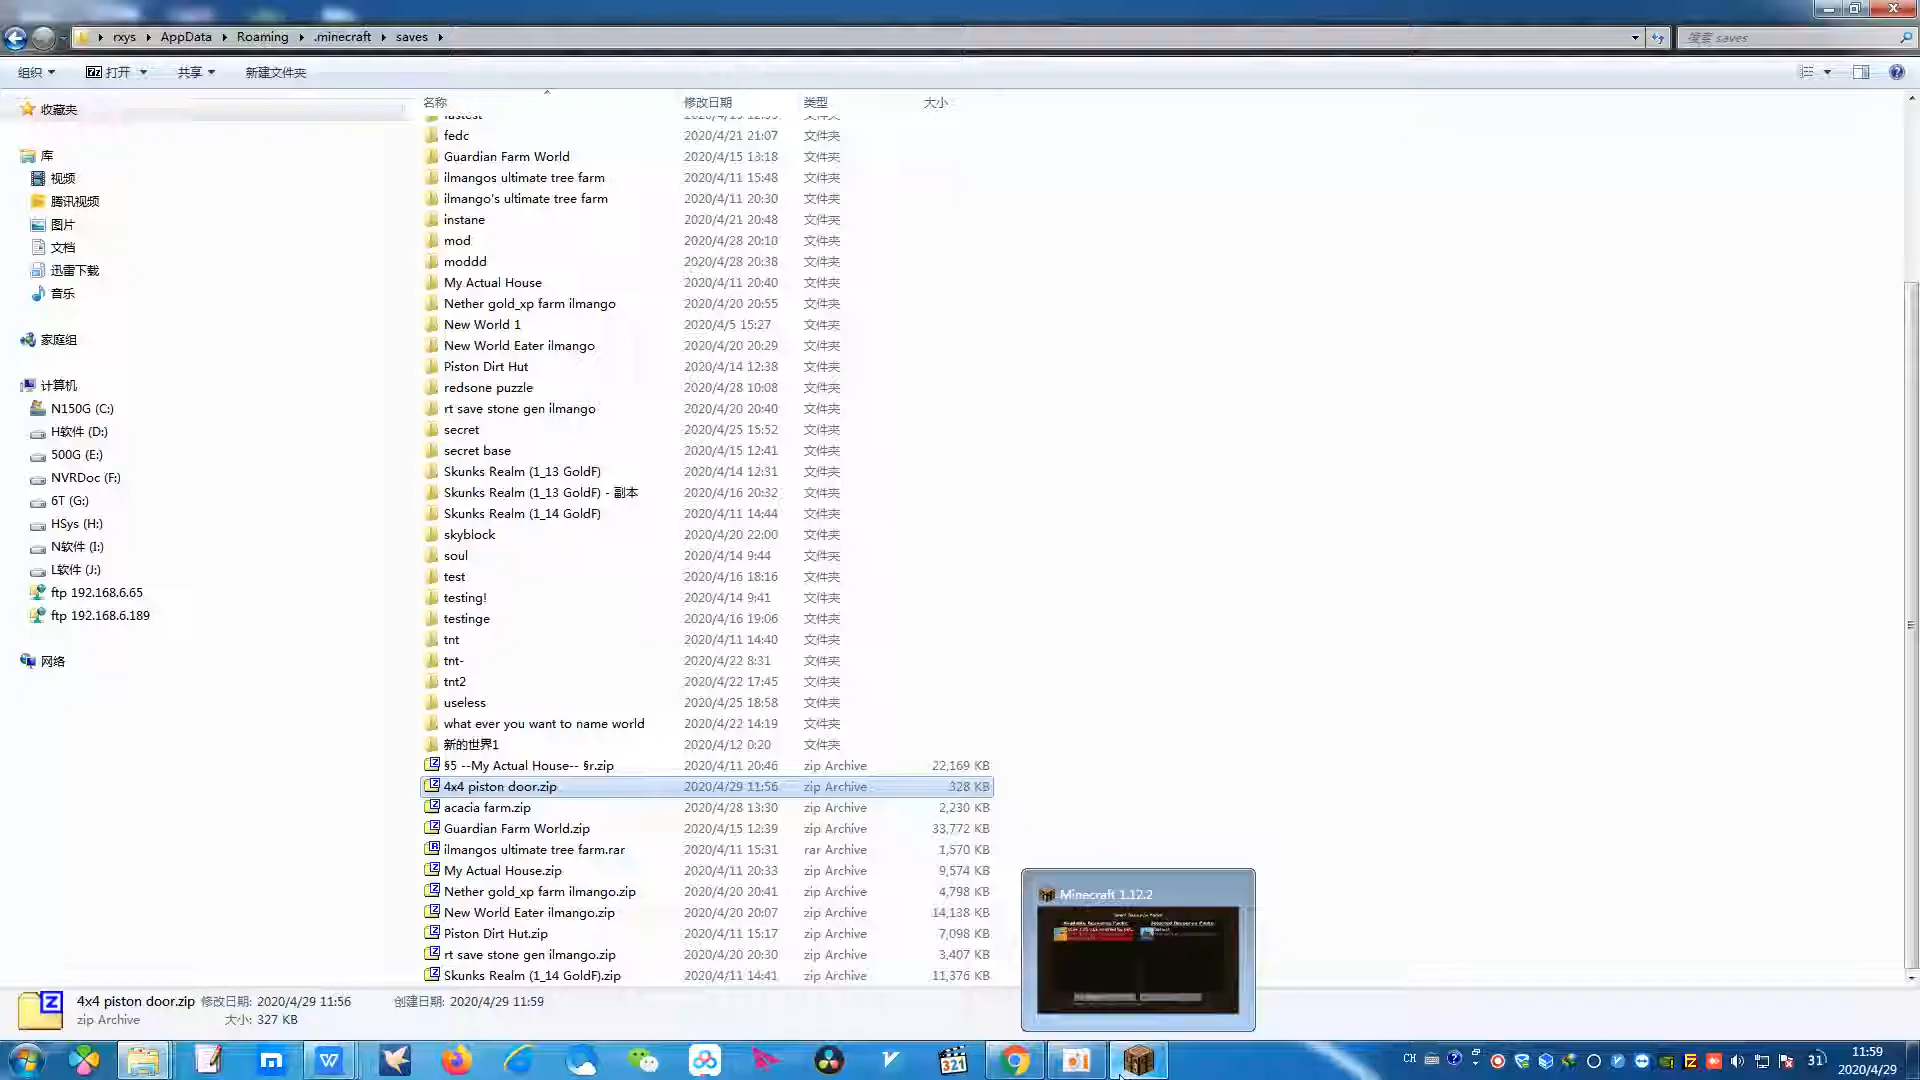 rxys AppData Roaming .minecraft saves
搜索 saves
组织 打开 共享 新建文件夹
收藏夹
库
视频
腾讯视频
图片
文档
迅雷下载
音乐
家庭组
计算机
N150G (C:)
H软件 (D:)
500G (E:)
NVRDoc (F:)
6T (G:)
HSys (H:)
N软件 (I:)
L软件 (J:)
ftp 192.168.6.65
ftp 192.168.6.189
网络
名称 修改日期 类型 大小
fedc 2020/4/21 21:07 文件夹
Guardian Farm World 2020/4/15 13:18 文件夹
ilmangos ultimate tree farm 2020/4/11 15:48 文件夹
ilmango's ultimate tree farm 2020/4/11 20:30 文件夹
instane 2020/4/21 20:48 文件夹
mod 2020/4/28 20:10 文件夹
moddd 2020/4/28 20:38 文件夹
My Actual House 2020/4/11 20:40 文件夹
Nether gold_xp farm ilmango 2020/4/20 20:55 文件夹
New World 1 2020/4/5 15:27 文件夹
New World Eater ilmango 2020/4/20 20:29 文件夹
Piston Dirt Hut 2020/4/14 12:38 文件夹
redsone puzzle 2020/4/28 10:08 文件夹
rt save stone gen ilmango 2020/4/20 20:40 文件夹
secret 2020/4/25 15:52 文件夹
secret base 2020/4/15 12:41 文件夹
Skunks Realm (1_13 GoldF) 2020/4/14 12:31 文件夹
Skunks Realm (1_13 GoldF) - 副本 2020/4/16 20:32 文件夹
Skunks Realm (1_14 GoldF) 2020/4/11 14:44 文件夹
skyblock 2020/4/20 22:00 文件夹
soul 2020/4/14 9:44 文件夹
test 2020/4/16 18:16 文件夹
testing! 2020/4/14 9:41 文件夹
testinge 2020/4/16 19:06 文件夹
tnt 2020/4/11 14:40 文件夹
tnt- 2020/4/22 8:31 文件夹
tnt2 2020/4/22 17:45 文件夹
useless 2020/4/25 18:58 文件夹
what ever you want to name world 2020/4/22 14:19 文件夹
新的世界1 2020/4/12 0:20 文件夹
§5 --My Actual House-- §r.zip 2020/4/11 20:46 zip Archive 22,169 KB
4x4 piston door.zip 2020/4/29 11:56 zip Archive 328 KB
acacia farm.zip 2020/4/28 13:30 zip Archive 2,230 KB
Guardian Farm World.zip 2020/4/15 12:39 zip Archive 33,772 KB
ilmangos ultimate tree farm.rar 2020/4/11 15:31 rar Archive 1,570 KB
My Actual House.zip 2020/4/11 20:33 zip Archive 9,574 KB
Nether gold_xp farm ilmango.zip 2020/4/20 20:41 zip Archive 4,798 KB
New World Eater ilmango.zip 2020/4/20 20:07 zip Archive 14,138 KB
Piston Dirt Hut.zip 2020/4/11 15:17 zip Archive 7,098 KB
rt save stone gen ilmango.zip 2020/4/20 20:30 zip Archive 3,407 KB
Skunks Realm (1_14 GoldF).zip 2020/4/11 14:41 zip Archive 11,376 KB
Minecraft 1.12.2
4x4 piston door.zip 修改日期: 2020/4/29 11:56 创建日期: 2020/4/29 11:59
zip Archive 大小: 327 KB
321
CH
31
11:59
2020/4/29